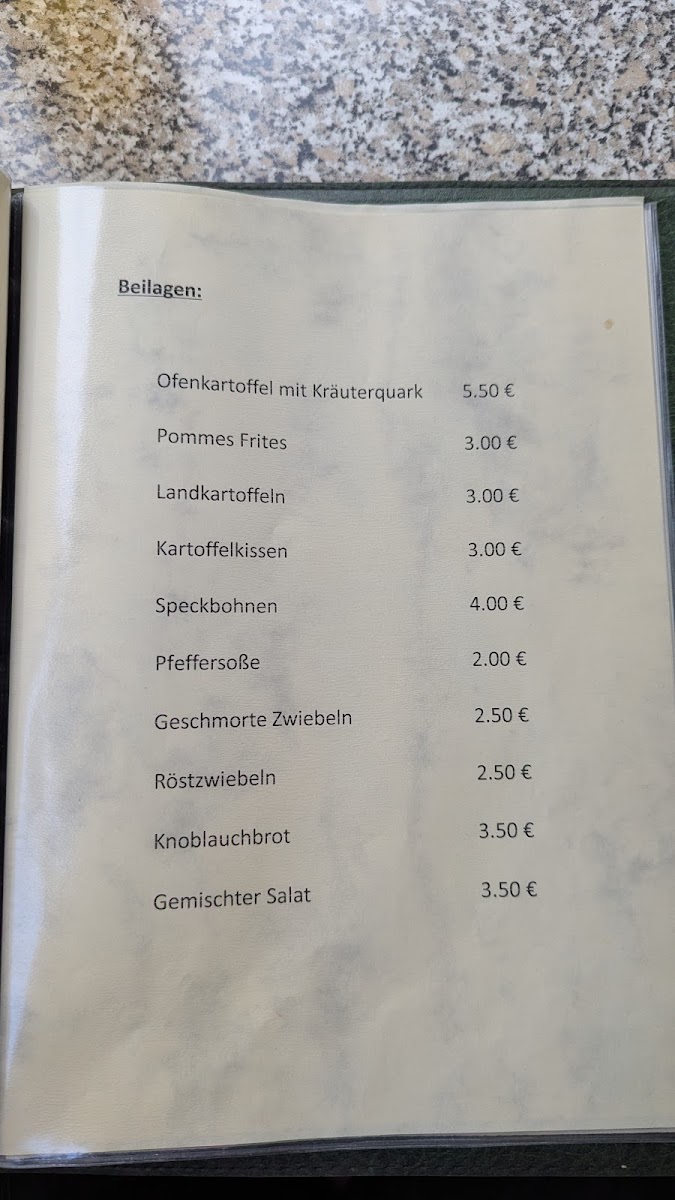 Beilagen:
Ofenkartoffel mit Kräuterquark 5.50 €
Pommes Frites 3.00 €
Landkartoffeln 3.00 €
Kartoffelkissen 3.00 €
Speckbohnen 4.00 €
Pfeffersoße 2.00 €
Geschmorte Zwiebeln 2.50 €
Röstzwiebeln 2.50 €
Knoblauchbrot 3.50 €
Gemischter Salat 3.50 €